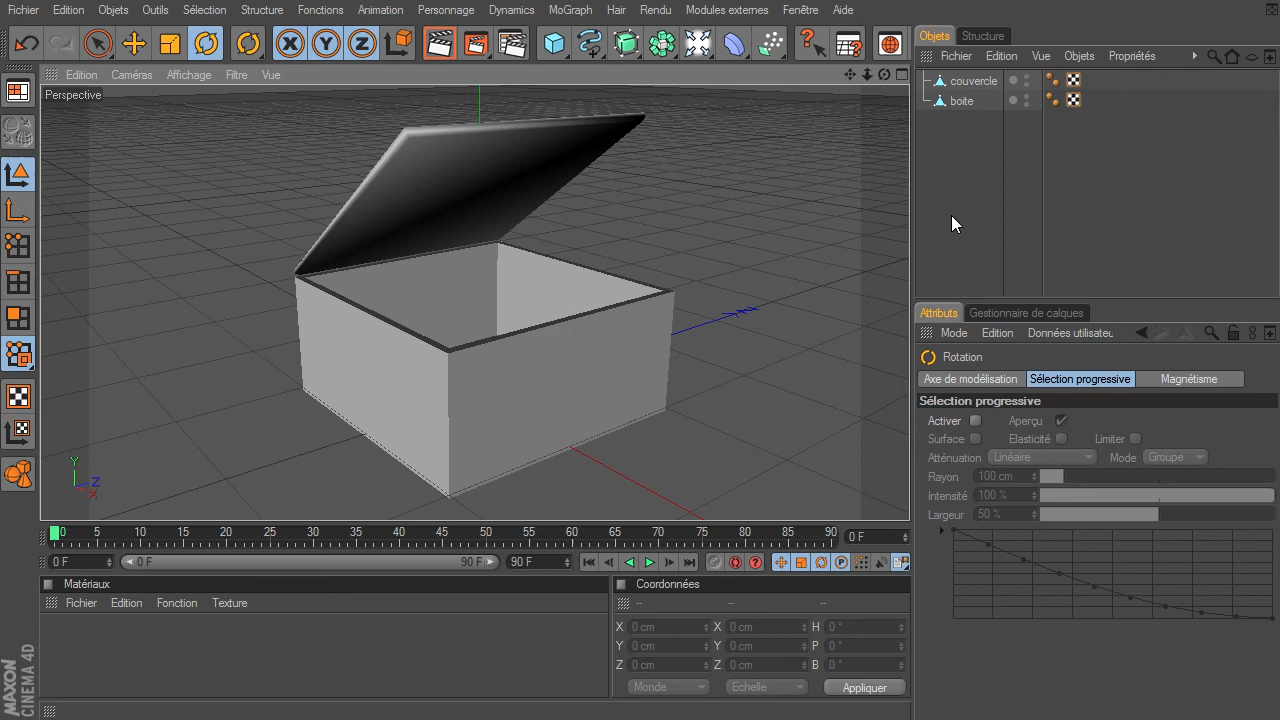 Fichier Edition Objets Outils Sélection Structure Fonctions Animation Personnage Dynamics MoGraph Hair Rendu Modules externes Fenêtre Aide
Objets Structure
Fichier Edition Vue Objets Propriétés
couvercle
boite
Edition Caméras Affichage Filtre Vue
Perspective
Y
Z
X
Attributs Gestionnaire de calques
Mode Edition Données utilisateu
Rotation
Axe de modélisation Sélection progressive Magnétisme
Sélection progressive
Activer Aperçu
Surface Elasticité Limiter
Atténuation Linéaire Mode Groupe
Rayon 100 cm
Intensité 100 %
Largeur 50 %
0 5 10 15 20 25 30 35 40 45 50 55 60 65 70 75 80 85 90 0 F
0 F 0 F 90 F 90 F
Matériaux
Fichier Edition Fonction Texture
Coordonnées
-- -- --
X 0 cm X 0 cm H 0 °
Y 0 cm Y 0 cm P 0 °
Z 0 cm Z 0 cm B 0 °
Monde Echelle Appliquer
MAXON
CINEMA 4D